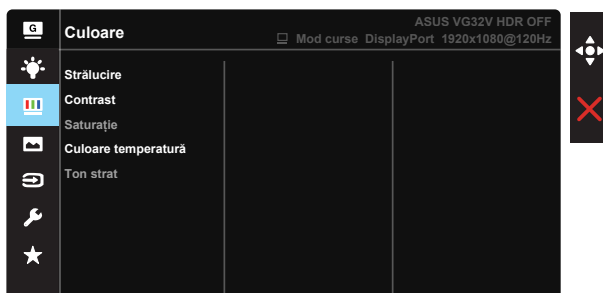 G
Culoare
ASUS VG32V HDR OFF
Mod curse DisplayPort 1920x1080@120Hz
Strălucire
Contrast
Saturație
Culoare temperatură
Ton strat